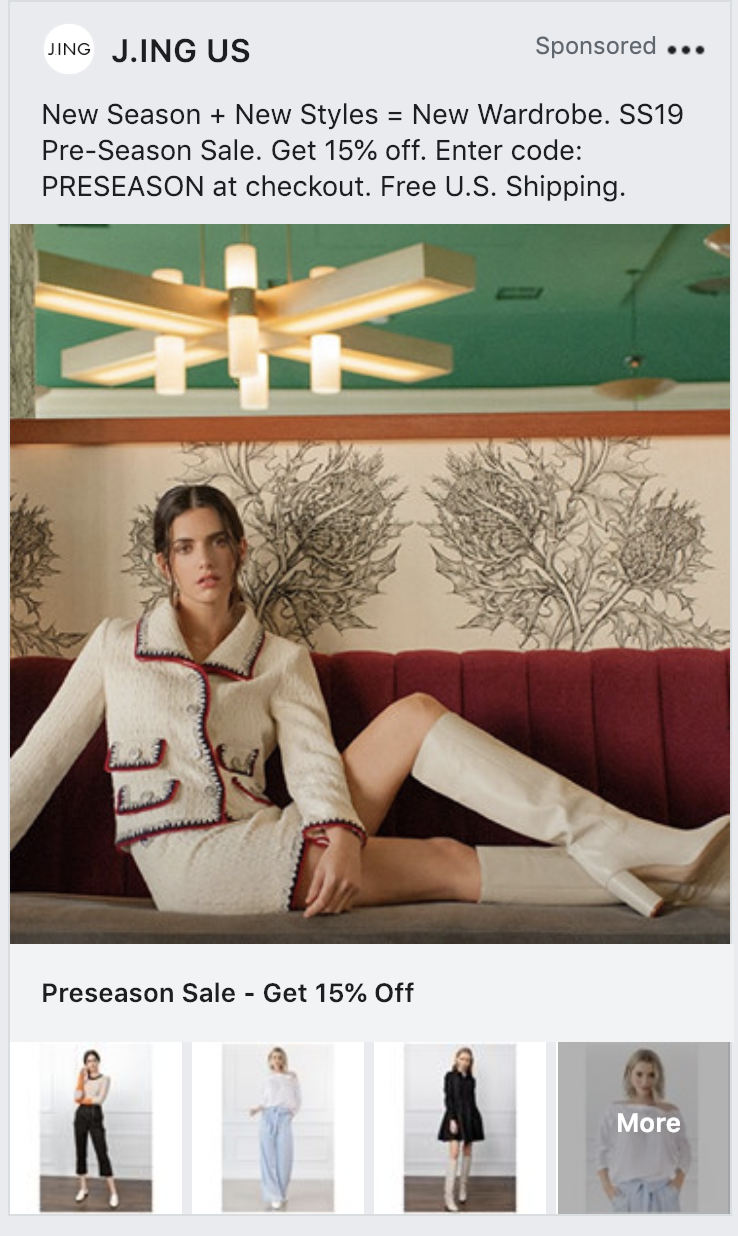 JING
J.ING US
Sponsored
New Season + New Styles = New Wardrobe. SS19
Pre-Season Sale. Get 15% off. Enter code:
PRESEASON at checkout. Free U.S. Shipping.
Preseason Sale - Get 15% Off
More